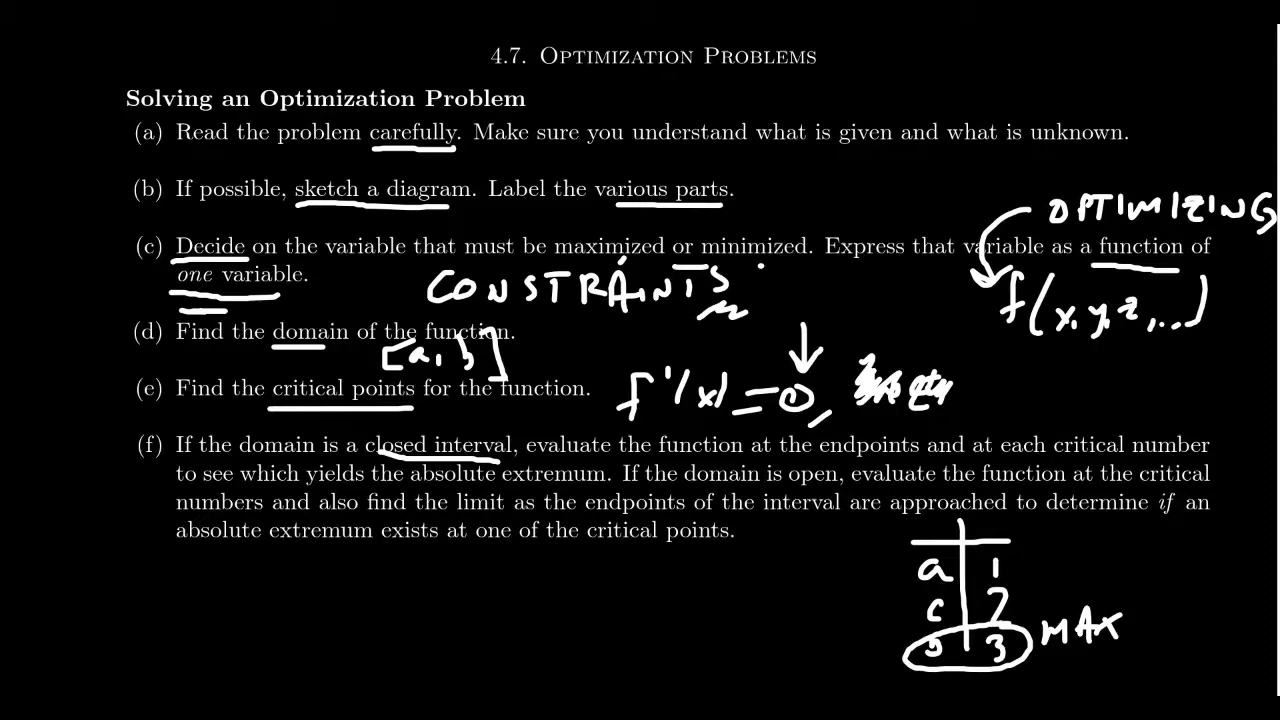 4.7. OPTIMIZATION PROBLEMS
Solving an Optimization Problem
(a) Read the problem carefully. Make sure you understand what is given and what is unknown.
(b) If possible, sketch a diagram. Label the various parts.
OPTIMIZING
(c) Decide on the variable that must be maximized or minimized. Express that variable as a function of
one variable.
CONSTRAINTS
f(x, y, z, ...)
(d) Find the domain of the function.
[a, b]
(e) Find the critical points for the function.
f'(x) = 0,
(f) If the domain is a closed interval, evaluate the function at the endpoints and at each critical number
to see which yields the absolute extremum. If the domain is open, evaluate the function at the critical
numbers and also find the limit as the endpoints of the interval are approached to determine if an
absolute extremum exists at one of the critical points.
a 1
c 2
b 3 MAX